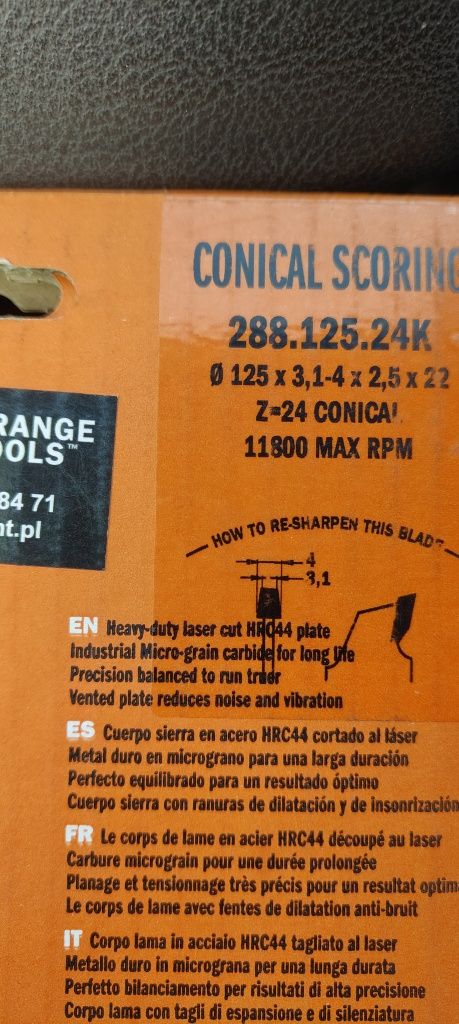 CONICAL SCORING
288.125.24K
Ø 125 x 3,1-4 x 2,5 x 22
Z=24 CONICAL
11800 MAX RPM
RANGE
OOLS™
84 71
nt.pl
HOW TO RE-SHARPEN THIS BLADE
4
3,1
EN Heavy-duty laser cut HRC44 plate
Industrial Micro-grain carbide for long life
Precision balanced to run truer
Vented plate reduces noise and vibration
ES Cuerpo sierra en acero HRC44 cortado al láser
Metal duro en micrograno para una larga duración
Perfecto equilibrado para un resultado óptimo
Cuerpo sierra con ranuras de dilatación y de insonrización
FR Le corps de lame en acier HRC44 découpé au laser
Carbure micrograin pour une durée prolongée
Planage et tensionnage très précis pour un resultat optim
Le corps de lame avec fentes de dilatation anti-bruit
IT Corpo lama in acciaio HRC44 tagliato al laser
Metallo duro in micrograna per una lunga durata
Perfetto bilanciamento per risultati di alta precisione
Corpo lama con tagli di espansione e di silenziatura